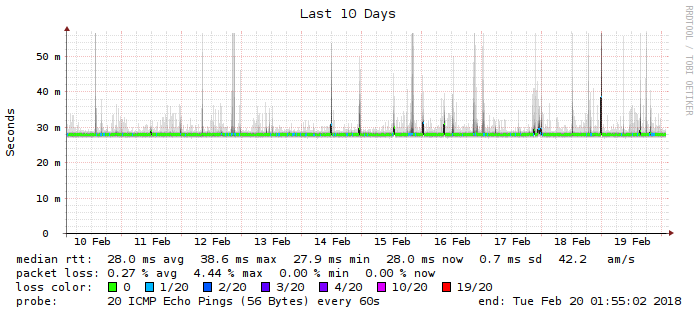 Last 10 Days
RRDTOOL / TOBI OETIKER
Seconds
50 m
40 m
30 m
20 m
10 m
0
10 Feb 11 Feb 12 Feb 13 Feb 14 Feb 15 Feb 16 Feb 17 Feb 18 Feb 19 Feb
median rtt: 28.0 ms avg 38.6 ms max 27.9 ms min 28.0 ms now 0.7 ms sd 42.2 am/s
packet loss: 0.27 % avg 4.44 % max 0.00 % min 0.00 % now
loss color: 0 1/20 2/20 3/20 4/20 10/20 19/20
probe: 20 ICMP Echo Pings (56 Bytes) every 60s end: Tue Feb 20 01:55:02 2018